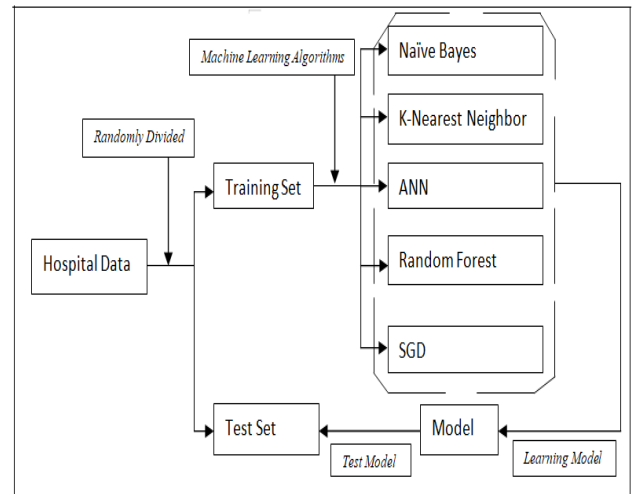 Machine Learning Algorithms
Naïve Bayes
Randomly Divided
K-Nearest Neighbor
Training Set
ANN
Hospital Data
Random Forest
SGD
Test Set
Model
Test Model
Learning Model